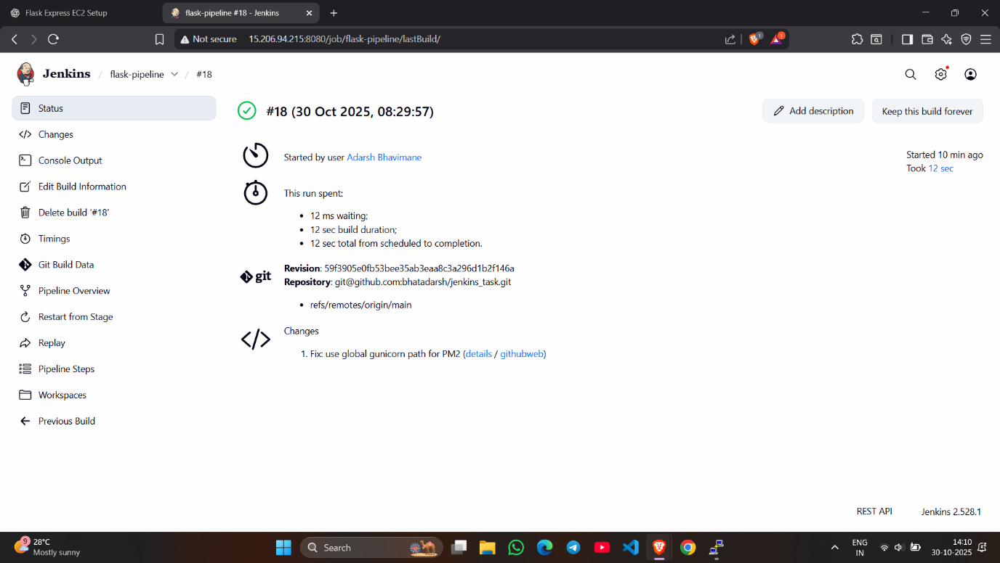 Flask Express EC2 Setup
flask-pipeline #18 - Jenkins
Not secure 15.206.94.215:8080/job/flask-pipeline/lastBuild/
1
1
Jenkins / flask-pipeline / #18
Status
Changes
Console Output
Edit Build Information
Delete build ‘#18’
Timings
Git Build Data
Pipeline Overview
Restart from Stage
Replay
Pipeline Steps
Workspaces
Previous Build
#18 (30 Oct 2025, 08:29:57)
Add description
Keep this build forever
Started by user Adarsh Bhavimane
Started 10 min ago
Took 12 sec
This run spent:
• 12 ms waiting;
• 12 sec build duration;
• 12 sec total from scheduled to completion.
git
Revision: 59f3905e0fb53bee35ab3eaa8c3a296d1b2f146a
Repository: git@github.com:bhatadarsh/jenkins_task.git
• refs/remotes/origin/main
Changes
1. Fix: use global gunicorn path for PM2 (details / githubweb)
REST API
Jenkins 2.528.1
9
28°C
Mostly sunny
Search
ENG
IN
14:10
30-10-2025